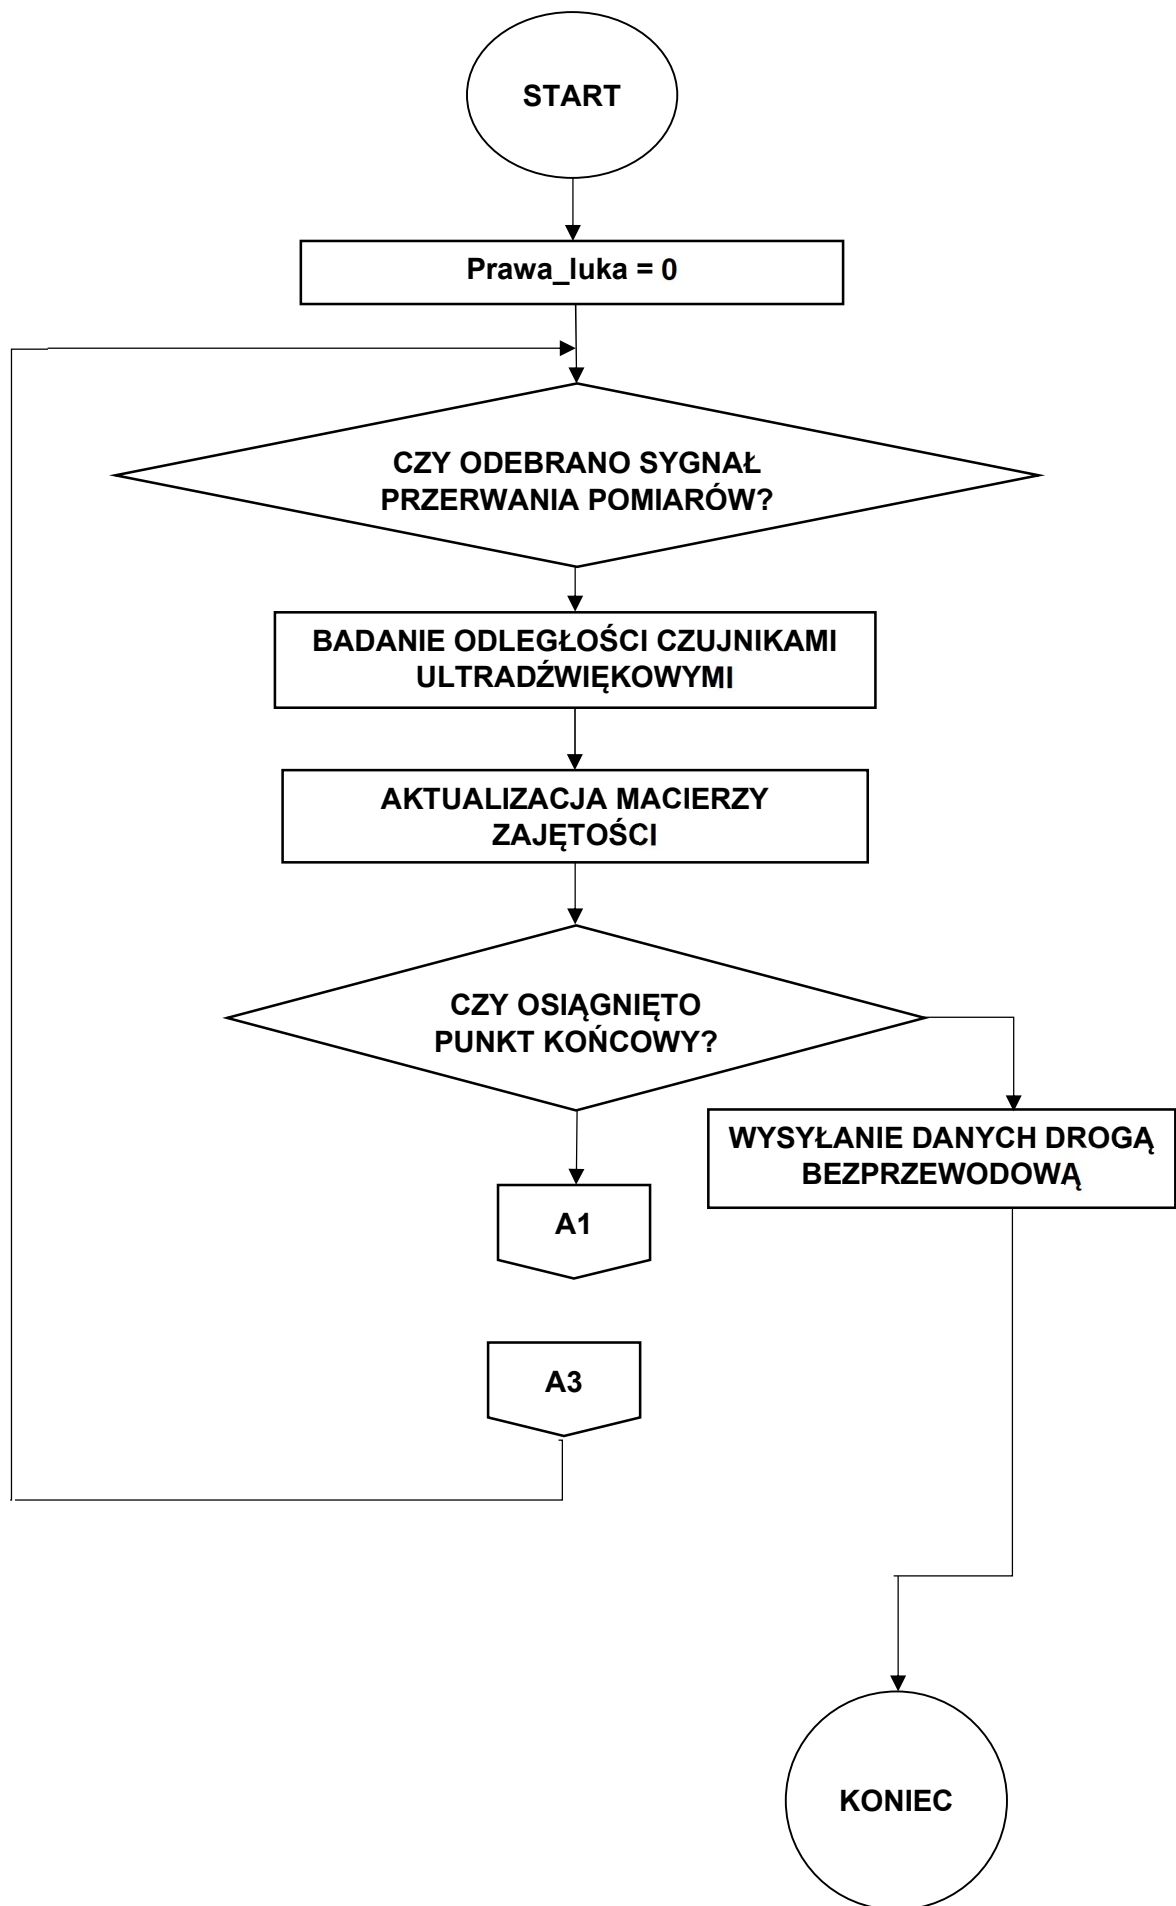 START
Prawa_luka = 0
CZY ODEBRANO SYGNAŁ
PRZERWANIA POMIARÓW?
BADANIE ODLEGŁOŚCI CZUJNIKAMI
ULTRADŹWIĘKOWYMI
AKTUALIZACJA MACIERZY
ZAJĘTOŚCI
CZY OSIĄGNIĘTO
PUNKT KOŃCOWY?
WYSYŁANIE DANYCH DROGĄ
BEZPRZEWODOWĄ
A1
A3
KONIEC